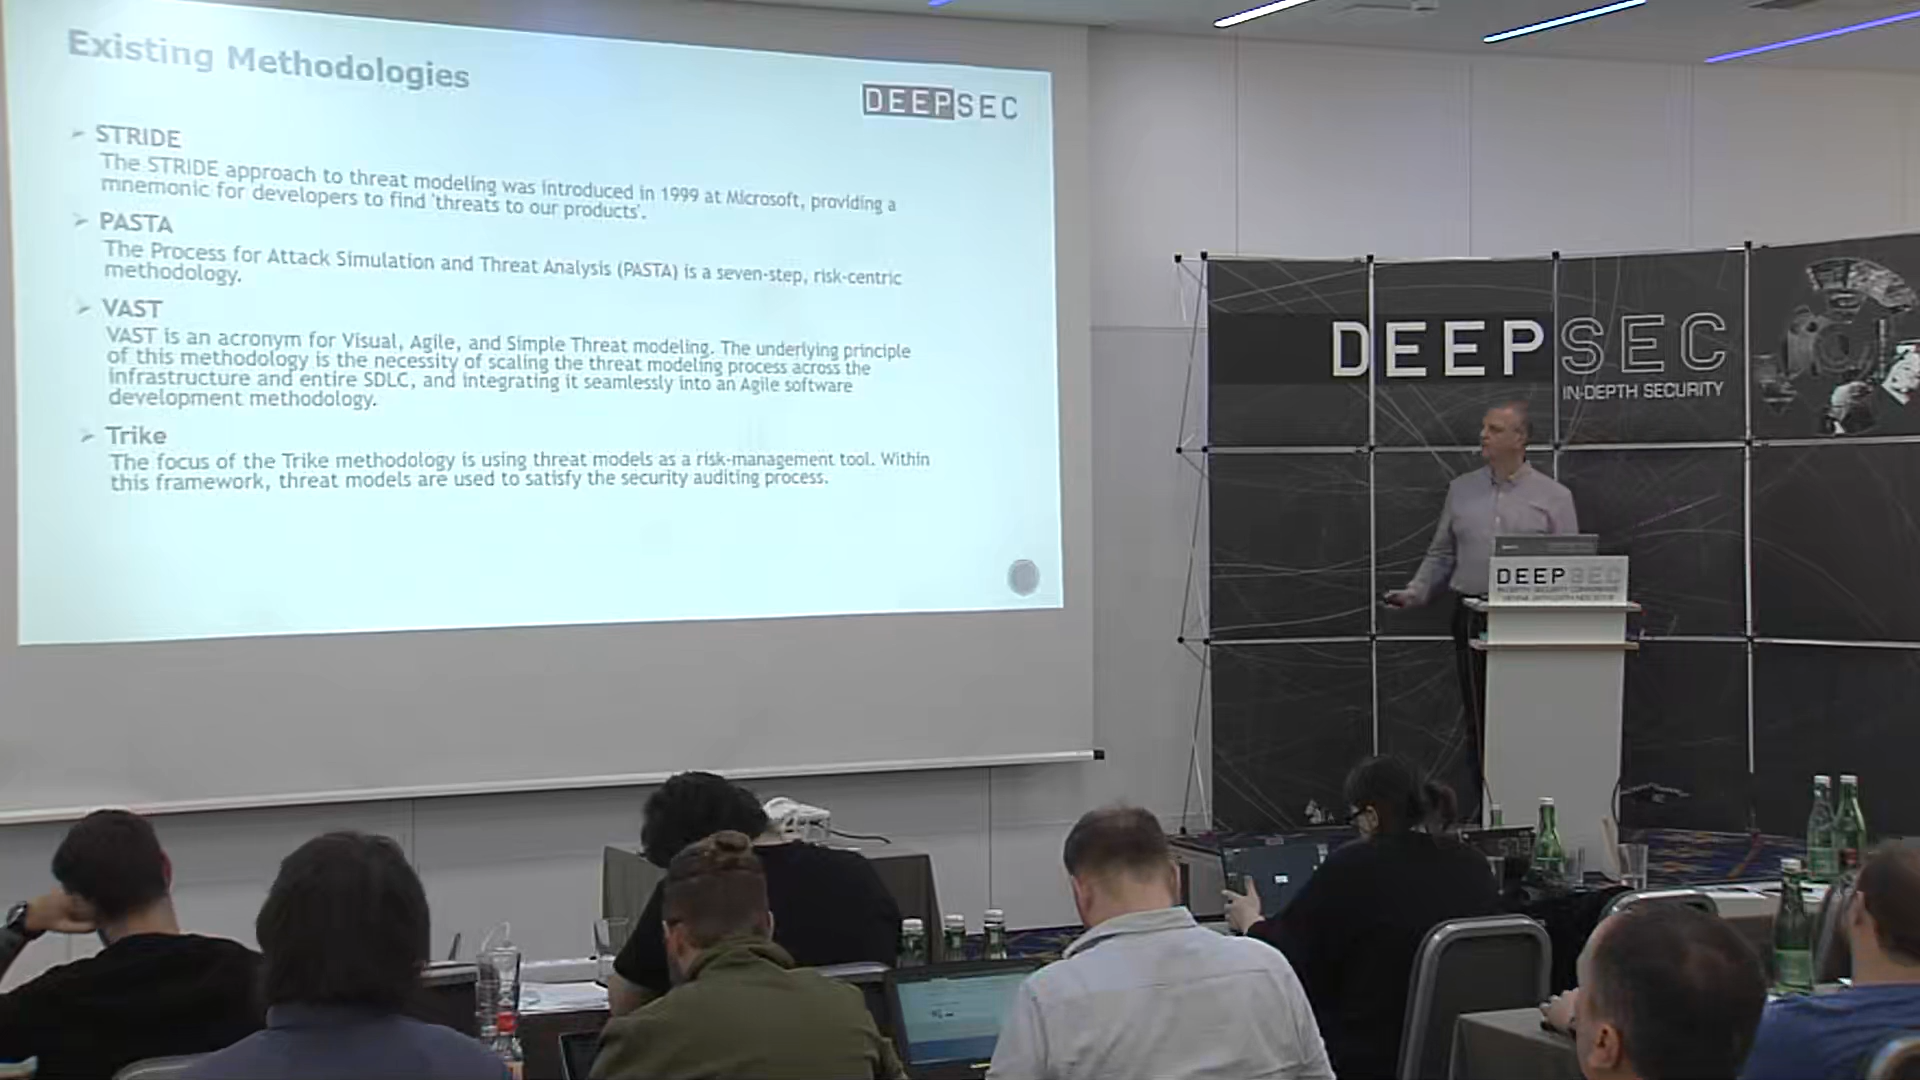 Existing Methodologies
DEEPSEC
STRIDE
The STRIDE approach to threat modeling was introduced in 1999 at Microsoft, providing a
mnemonic for developers to find 'threats to our products'.
PASTA
The Process for Attack Simulation and Threat Analysis (PASTA) is a seven-step, risk-centric
methodology.
VAST
VAST is an acronym for Visual, Agile, and Simple Threat modeling. The underlying principle
of this methodology is the necessity of scaling the threat modeling process across the
infrastructure and entire SDLC, and integrating it seamlessly into an Agile software
development methodology.
Trike
The focus of the Trike methodology is using threat models as a risk-management tool. Within
this framework, threat models are used to satisfy the security auditing process.
DEEPSEC
IN-DEPTH SECURITY
DEEPSEC